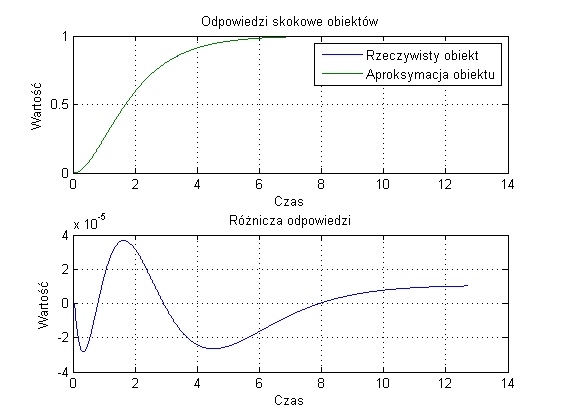 Odpowiedzi skokowe obiektów
1
0.5
0
Wartość
Rzeczywisty obiekt
Aproksymacja obiektu
0 2 4 6 8 10 12 14
Czas
Różnicza odpowiedzi
x 10^-5
4
2
0
-2
-4
Wartość
0 2 4 6 8 10 12 14
Czas